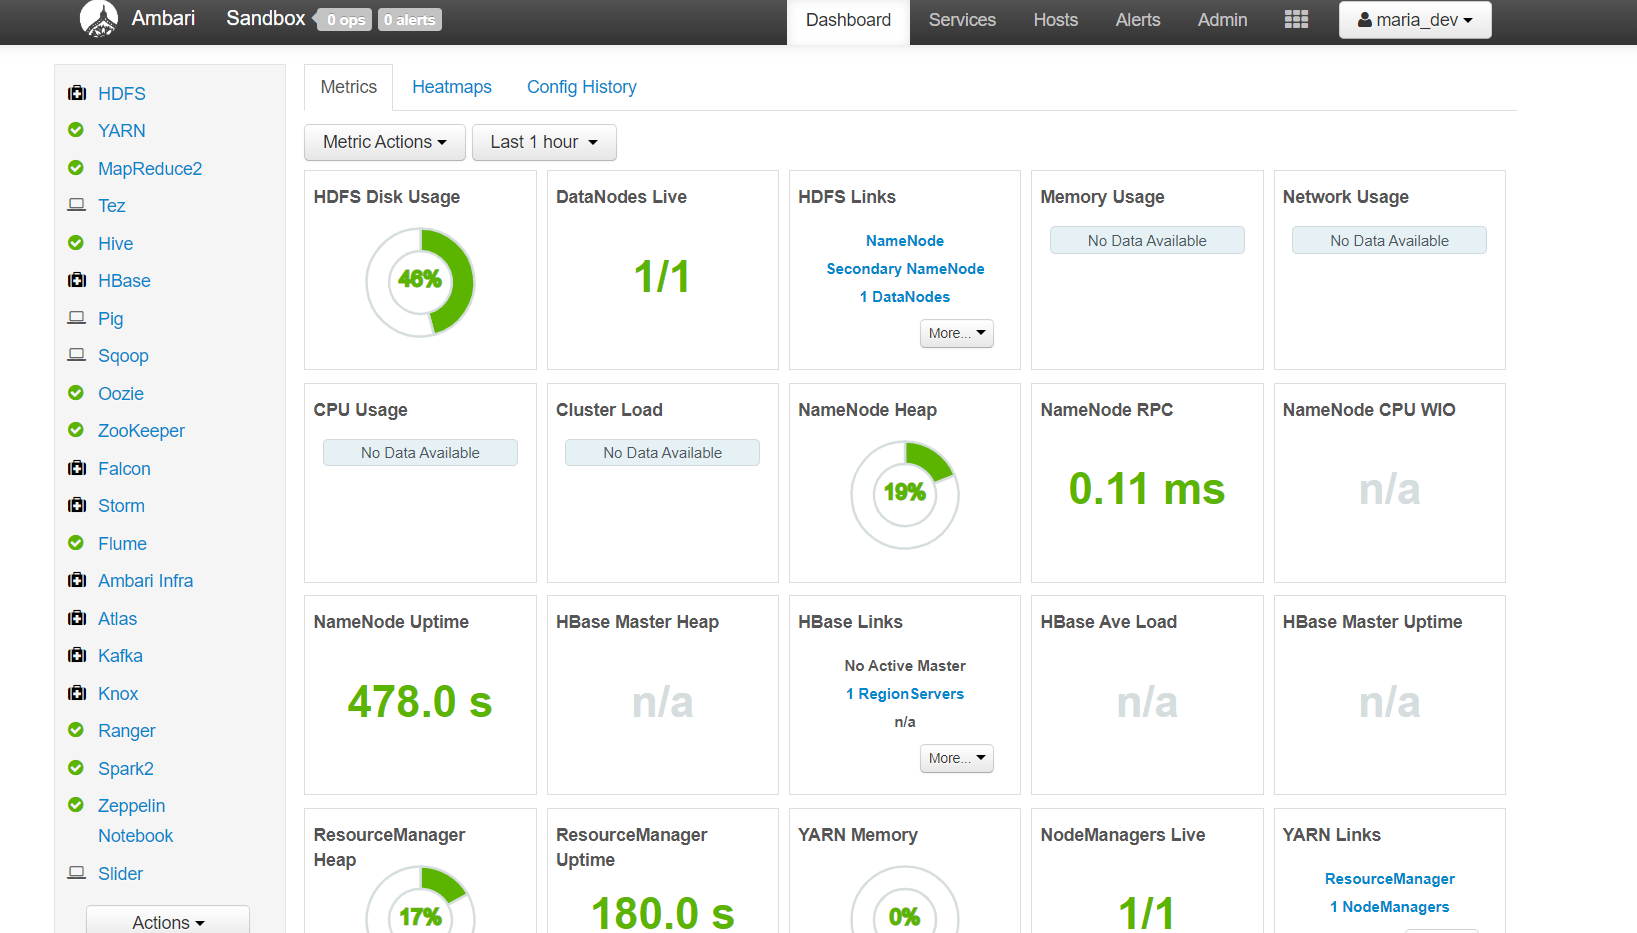 Ambari
Sandbox
0 ops
0 alerts
Dashboard
Services
Hosts
Alerts
Admin
maria_dev
HDFS
YARN
MapReduce2
Tez
Hive
HBase
Pig
Sqoop
Oozie
ZooKeeper
Falcon
Storm
Flume
Ambari Infra
Atlas
Kafka
Knox
Ranger
Spark2
Zeppelin
Notebook
Slider
Actions
Metrics
Heatmaps
Config History
Metric Actions
Last 1 hour
HDFS Disk Usage
46%
DataNodes Live
1/1
HDFS Links
NameNode
Secondary NameNode
1 DataNodes
More...
Memory Usage
No Data Available
Network Usage
No Data Available
CPU Usage
No Data Available
Cluster Load
No Data Available
NameNode Heap
19%
NameNode RPC
0.11 ms
NameNode CPU WIO
n/a
NameNode Uptime
478.0 s
HBase Master Heap
n/a
HBase Links
No Active Master
1 RegionServers
n/a
More...
HBase Ave Load
n/a
HBase Master Uptime
n/a
ResourceManager
Heap
17%
ResourceManager
Uptime
180.0 s
YARN Memory
0%
NodeManagers Live
1/1
YARN Links
ResourceManager
1 NodeManagers